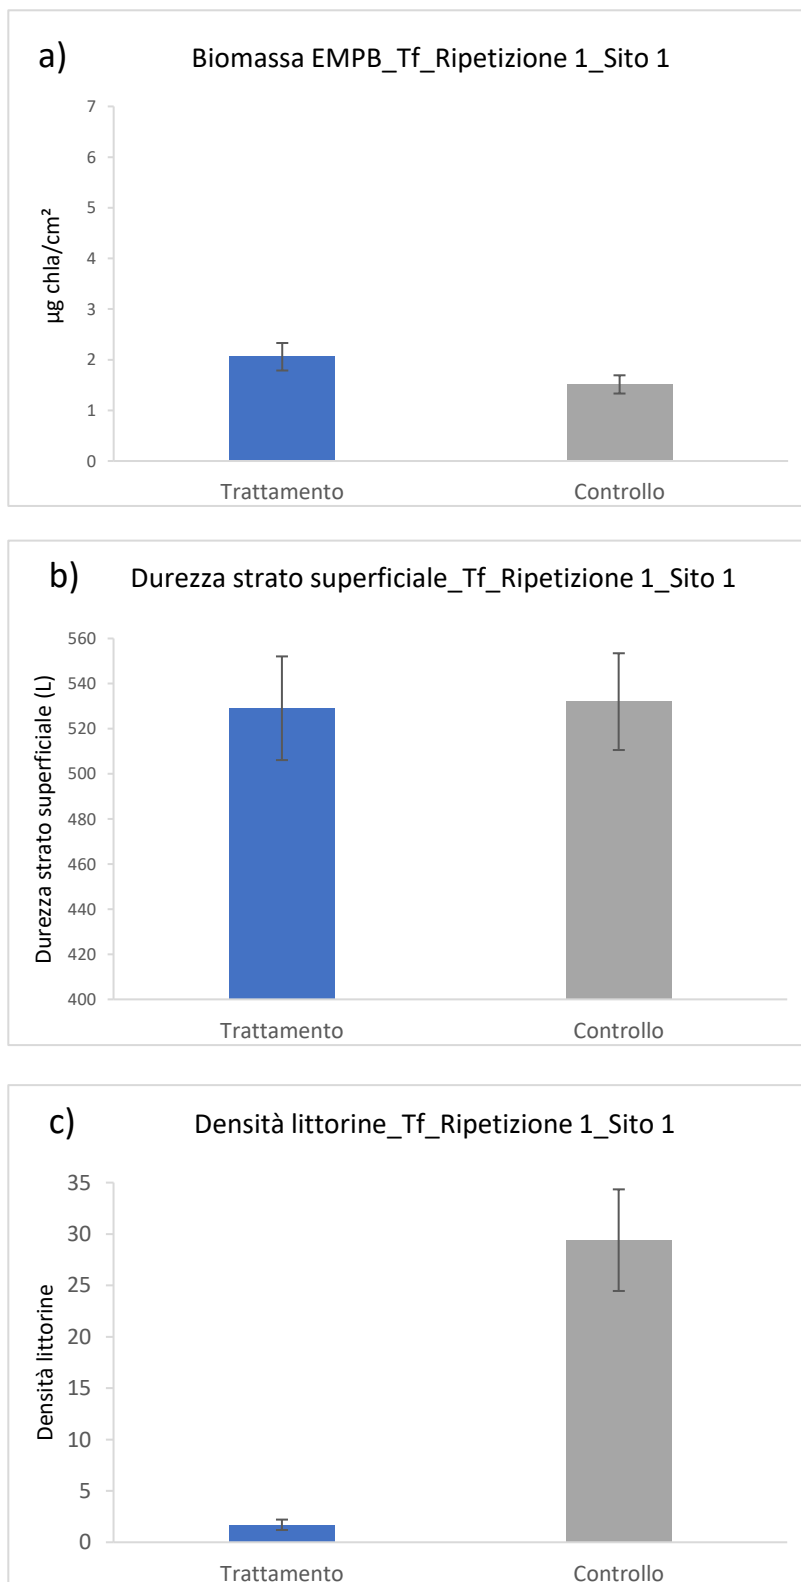 a) Biomassa EMPB_Tf_Ripetizione 1_Sito 1
7
6
5
4
3
2
1
0
µg chla/cm²
Trattamento Controllo
b) Durezza strato superficiale_Tf_Ripetizione 1_Sito 1
560
540
520
500
480
460
440
420
400
Durezza strato superficiale (L)
Trattamento Controllo
c) Densità littorine_Tf_Ripetizione 1_Sito 1
35
30
25
20
15
10
5
0
Densità littorine
Trattamento Controllo